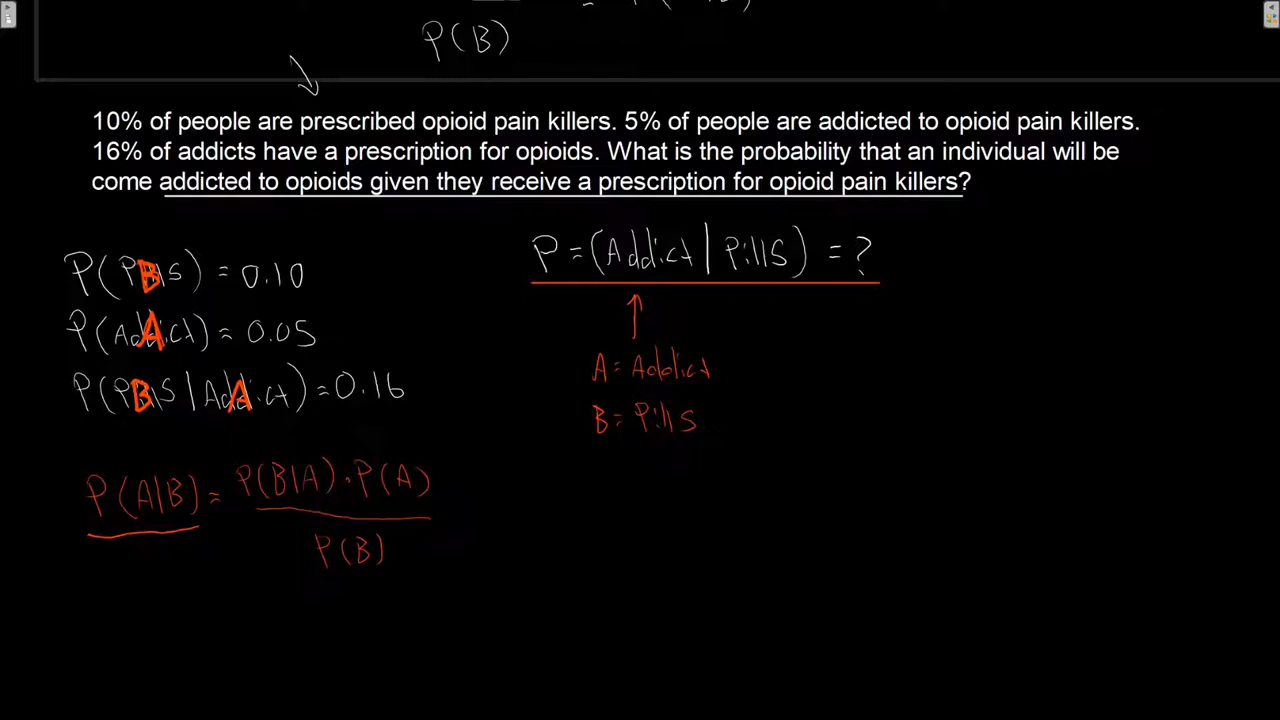 P(B)
10% of people are prescribed opioid pain killers. 5% of people are addicted to opioid pain killers.
16% of addicts have a prescription for opioids. What is the probability that an individual will be
come addicted to opioids given they receive a prescription for opioid pain killers?
P=(Addict|Pills) = ?
P(Pills) = 0.10
B
P(Addict) = 0.05
A
P(Pills|Addict) = 0.16
B A
A = Addict
B = Pills
P(A|B) = P(B|A) · P(A)
P(B)